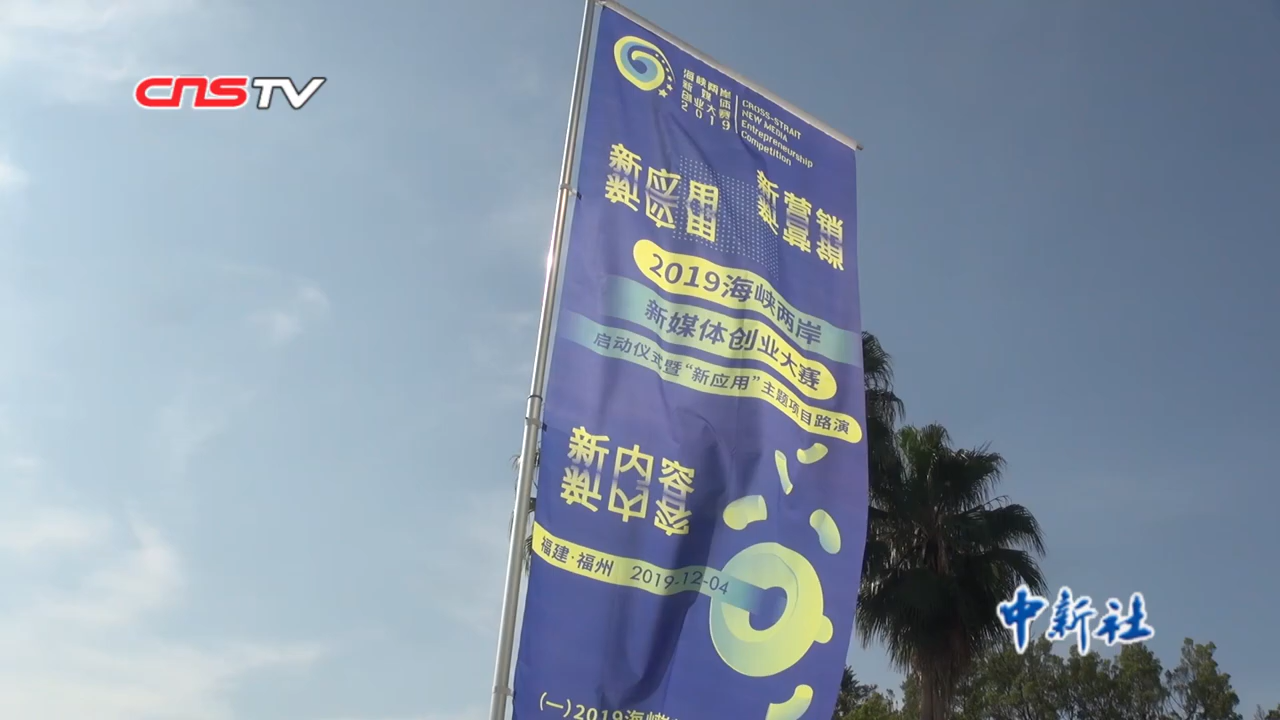 CNSTV
海峡两岸
新媒体
创业大赛
2019
CROSS-STRAIT
NEW MEDIA
Entrepreneurship
Competition
新应用
新营销
2019海峡两岸
新媒体创业大赛
启动仪式暨“新应用”主题项目路演
新内容
福建·福州 2019-12-04
(一)2019海峡
中新社